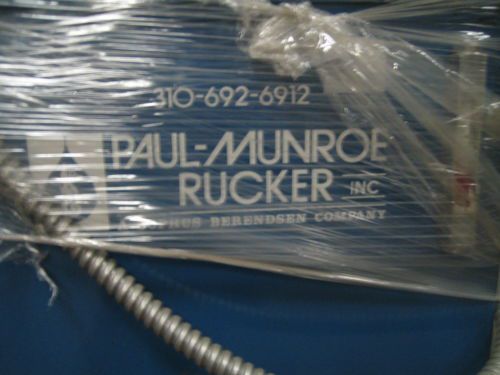 310-692-6912
PAUL-MUNROE
RUCKER INC
BERENDSEN COMPANY